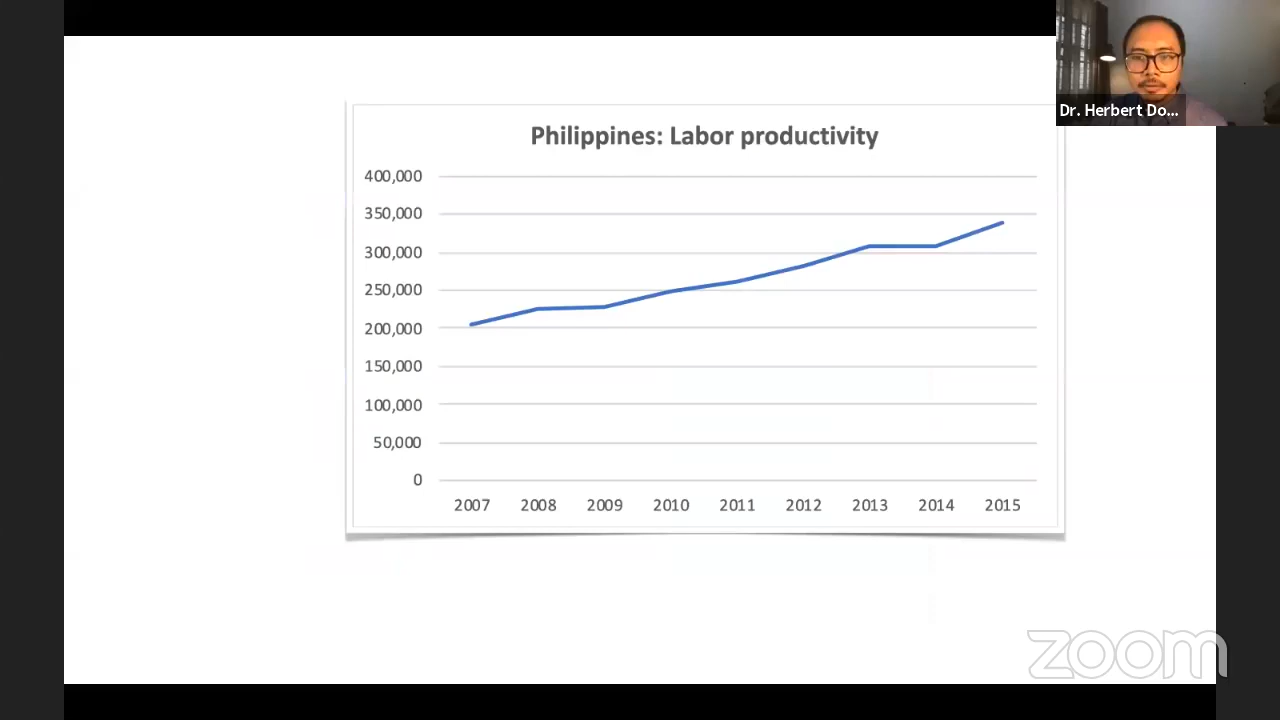 Dr. Herbert Do...
Philippines: Labor productivity
400,000
350,000
300,000
250,000
200,000
150,000
100,000
50,000
0
2007 2008 2009 2010 2011 2012 2013 2014 2015
zoom